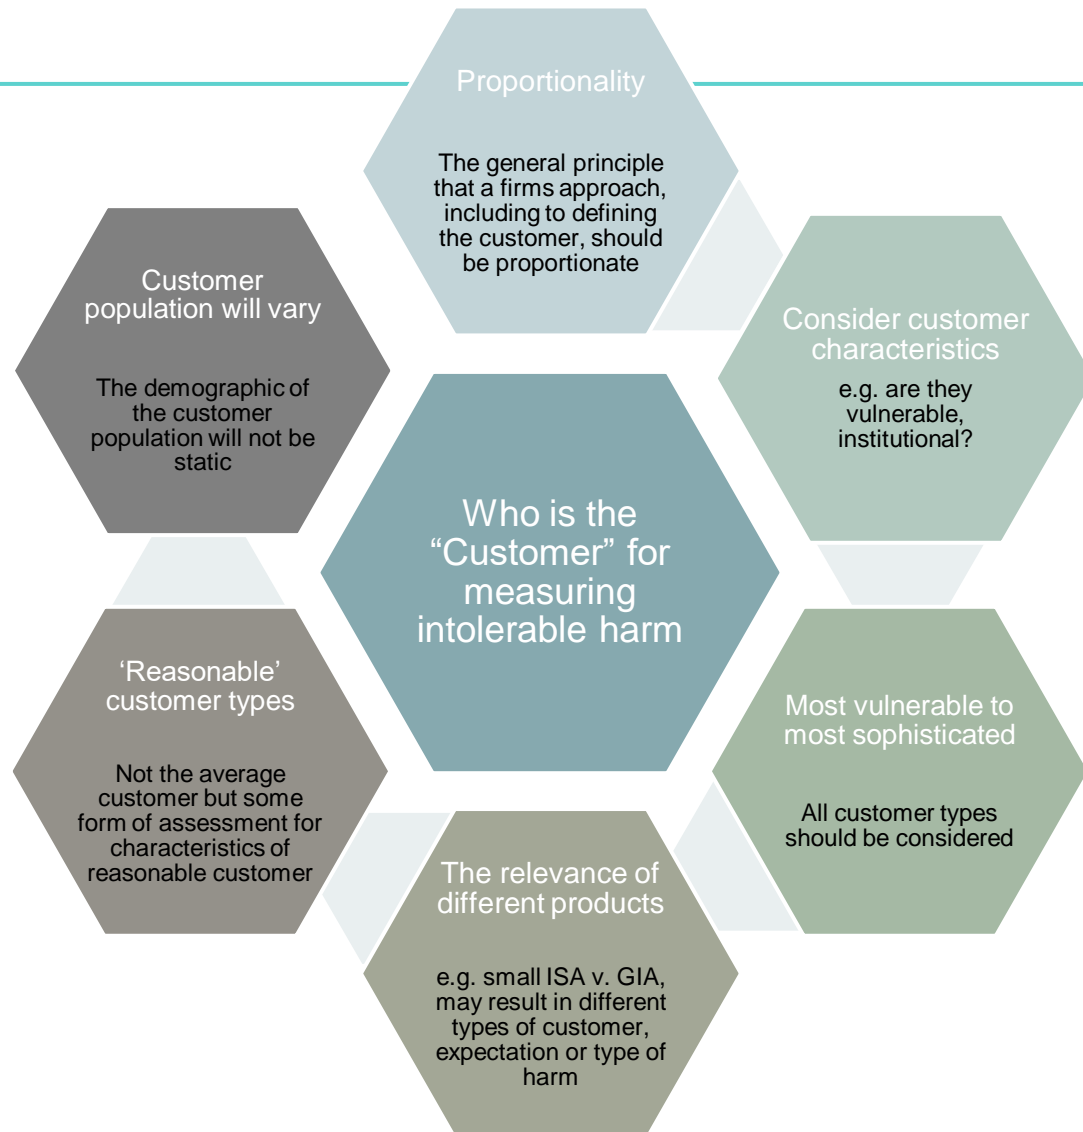 Proportionality
The general principle
that a firms approach,
including to defining
the customer, should
be proportionate
Consider customer
characteristics
e.g. are they
vulnerable,
institutional?
Most vulnerable to
most sophisticated
All customer types
should be considered
The relevance of
different products
e.g. small ISA v. GIA,
may result in different
types of customer,
expectation or type of
harm
‘Reasonable’
customer types
Not the average
customer but some
form of assessment for
characteristics of
reasonable customer
Customer
population will vary
The demographic of
the customer
population will not be
static
Who is the
“Customer” for
measuring
intolerable harm